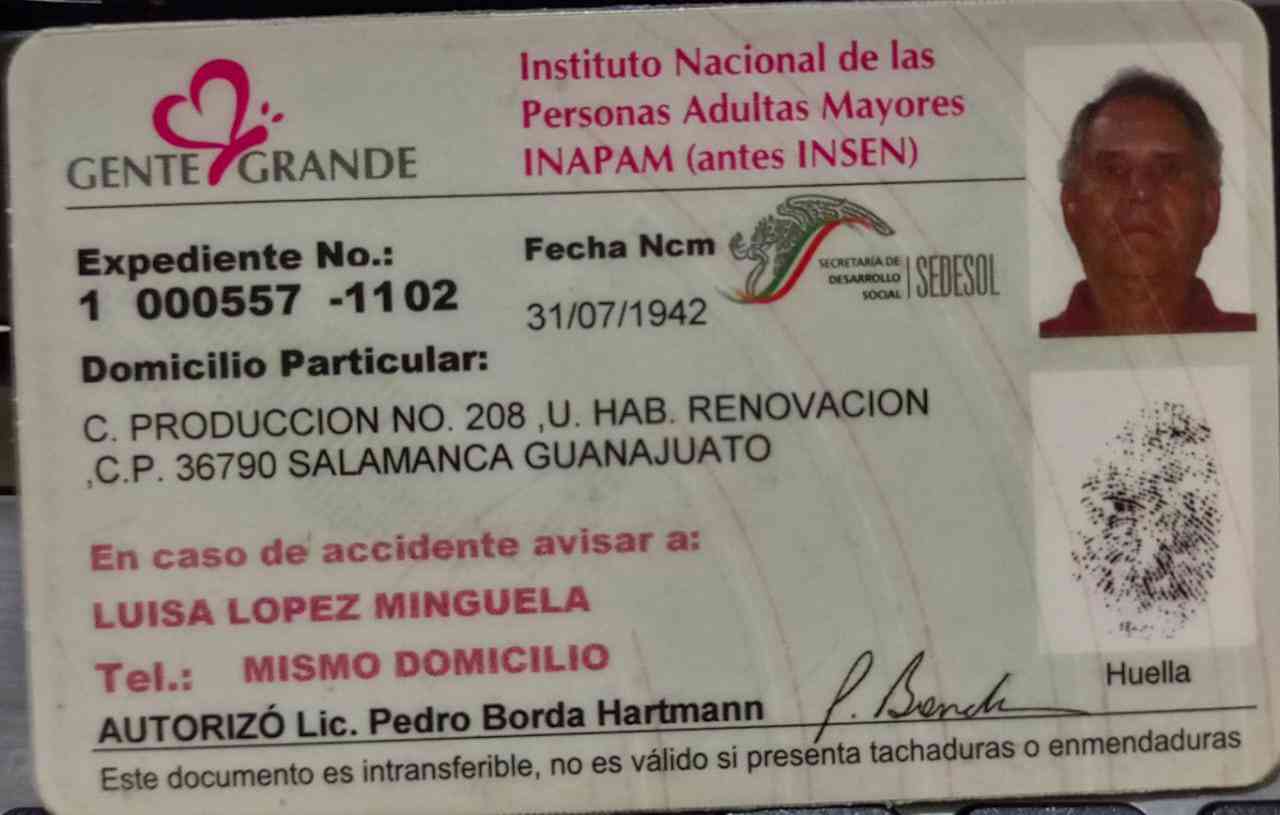 GENTE GRANDE
Instituto Nacional de las
Personas Adultas Mayores
INAPAM (antes INSEN)
Expediente No.:
1 000557 -1102
Fecha Ncm
31/07/1942
SECRETARÍA DE
DESARROLLO
SOCIAL
SEDESOL
Domicilio Particular:
C. PRODUCCION NO. 208 ,U. HAB. RENOVACION
,C.P. 36790 SALAMANCA GUANAJUATO
En caso de accidente avisar a:
LUISA LOPEZ MINGUELA
Tel.: MISMO DOMICILIO
Huella
AUTORIZÓ Lic. Pedro Borda Hartmann
Este documento es intransferible, no es válido si presenta tachaduras o enmendaduras